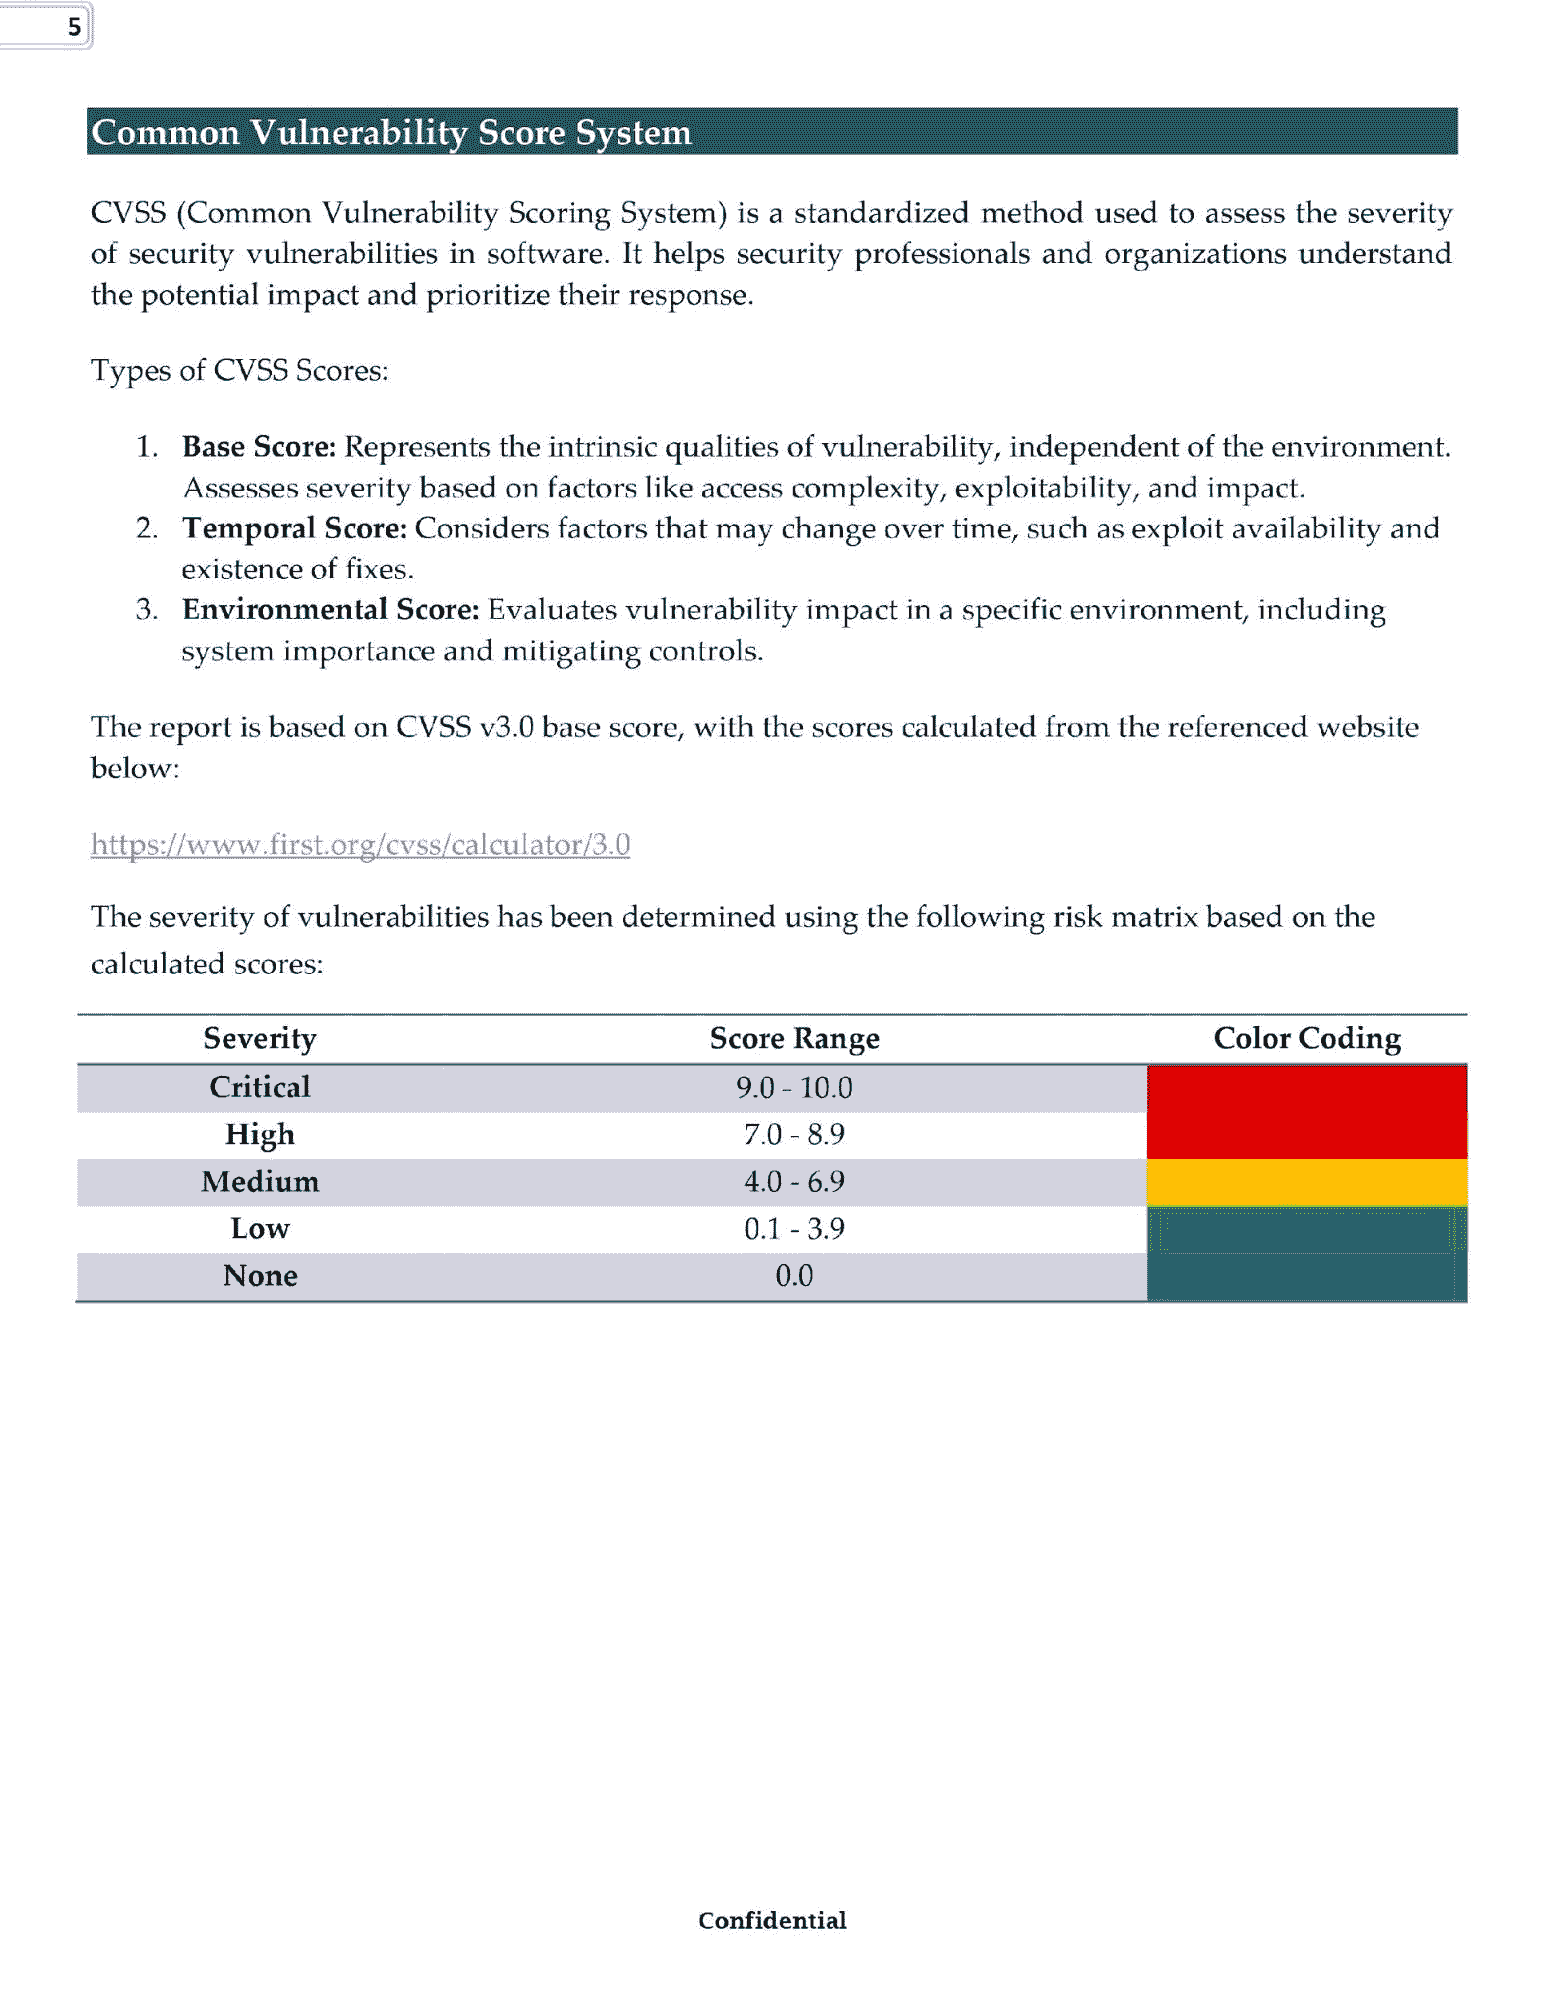 5
Common Vulnerability Score System
CVSS (Common Vulnerability Scoring System) is a standardized method used to assess the severity
of security vulnerabilities in software. It helps security professionals and organizations understand
the potential impact and prioritize their response.
Types of CVSS Scores:
1. Base Score: Represents the intrinsic qualities of vulnerability, independent of the environment.
Assesses severity based on factors like access complexity, exploitability, and impact.
2. Temporal Score: Considers factors that may change over time, such as exploit availability and
existence of fixes.
3. Environmental Score: Evaluates vulnerability impact in a specific environment, including
system importance and mitigating controls.
The report is based on CVSS v3.0 base score, with the scores calculated from the referenced website
below:
https://www.first.org/cvss/calculator/3.0
The severity of vulnerabilities has been determined using the following risk matrix based on the
calculated scores:
Severity Score Range Color Coding
Critical 9.0 - 10.0
High 7.0 - 8.9
Medium 4.0 - 6.9
Low 0.1 - 3.9
None 0.0
Confidential